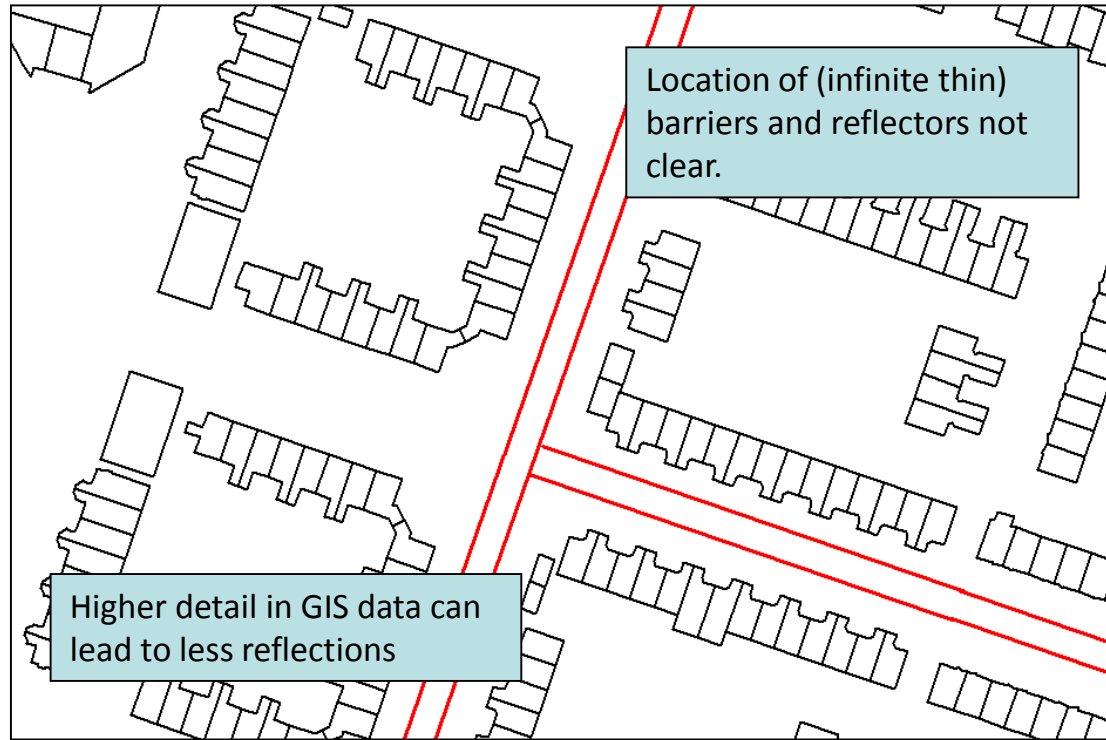 Location of (infinite thin)
barriers and reflectors not
clear.
Higher detail in GIS data can
lead to less reflections